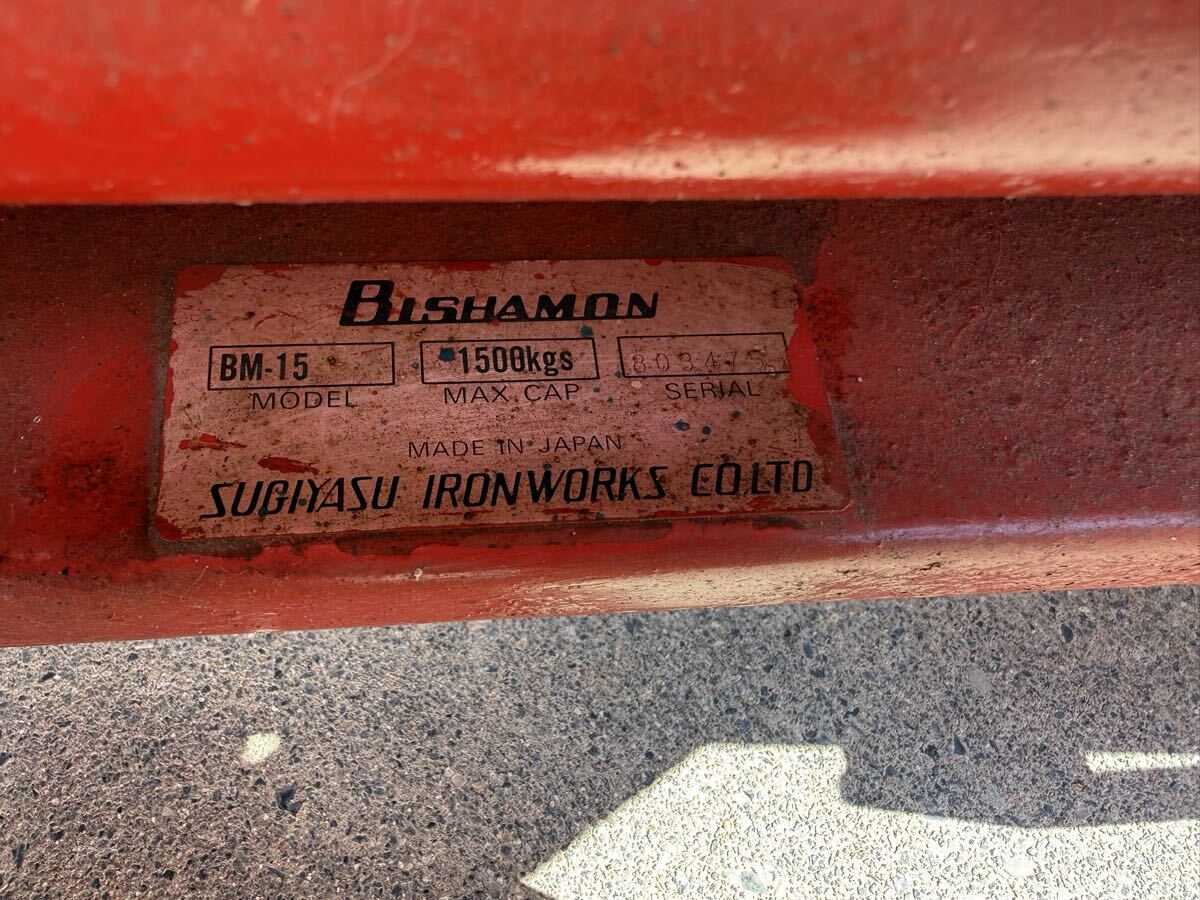 BISHAMON
BM-15 1500kgs 803475
MODEL MAX.CAP SERIAL
MADE IN JAPAN
SUGIYASU IRONWORKS CO.LTD